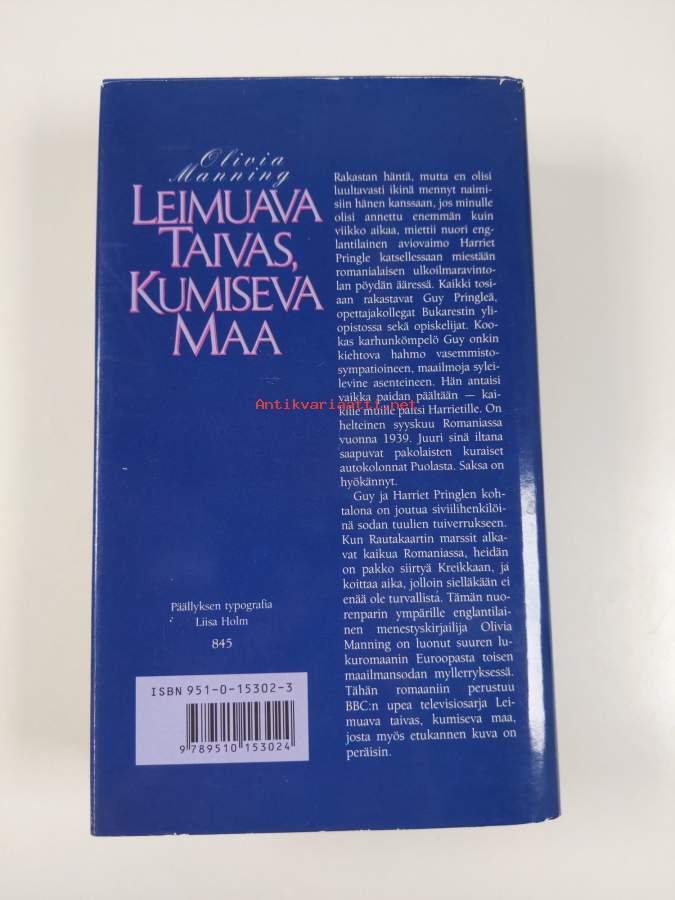 Olivia
Manning
LEIMUAVA
TAIVAS,
KUMISEVA
MAA
Rakastan häntä, mutta en olisi
luultavasti ikinä mennyt naimi-
siin hänen kanssaan, jos minulle
olisi annettu enemmän kuin
viikko aikaa, miettii nuori eng-
lantilainen aviovaimo Harriet
Pringle katsellessaan miestään
romanialaisen ulkoilmaravinto-
lan pöydän ääressä. Kaikki tosi-
aan rakastavat Guy Pringleä,
opettajakollegat Bukarestin yli-
opistossa sekä opiskelijat. Koo-
kas karhunkömpelö Guy onkin
kiehtova hahmo vasemmisto-
sympatioineen, maailmoja sylei-
levine asenteineen. Hän antaisi
vaikka paidan päältään — kai-
kille muille paitsi Harrietille. On
helteinen syyskuu Romaniassa
vuonna 1939. Juuri sinä iltana
saapuvat pakolaisten kuraiset
autokolonnat Puolasta. Saksa on
hyökännyt.
Guy ja Harriet Pringlen koh-
talona on joutua siviilihenkilöi-
nä sodan tuulien tuiverrukseen.
Kun Rautakaartin marssit alka-
vat kaikua Romaniassa, heidän
on pakko siirtyä Kreikkaan, ja
koittaa aika, jolloin sielläkään ei
enää ole turvallista. Tämän nuo-
renparin ympärille englantilai-
nen menestyskirjailija Olivia
Manning on luonut suuren lu-
kuromaanin Euroopasta toisen
maailmansodan myllerryksessä.
Tähän romaaniin perustuu
BBC:n upea televisiosarja Lei-
muava taivas, kumiseva maa,
josta myös etukannen kuva on
peräisin.
Antikvariaatti.net
Päällyksen typografia
Liisa Holm
845
ISBN 951-0-15302-3
9 789510 153024